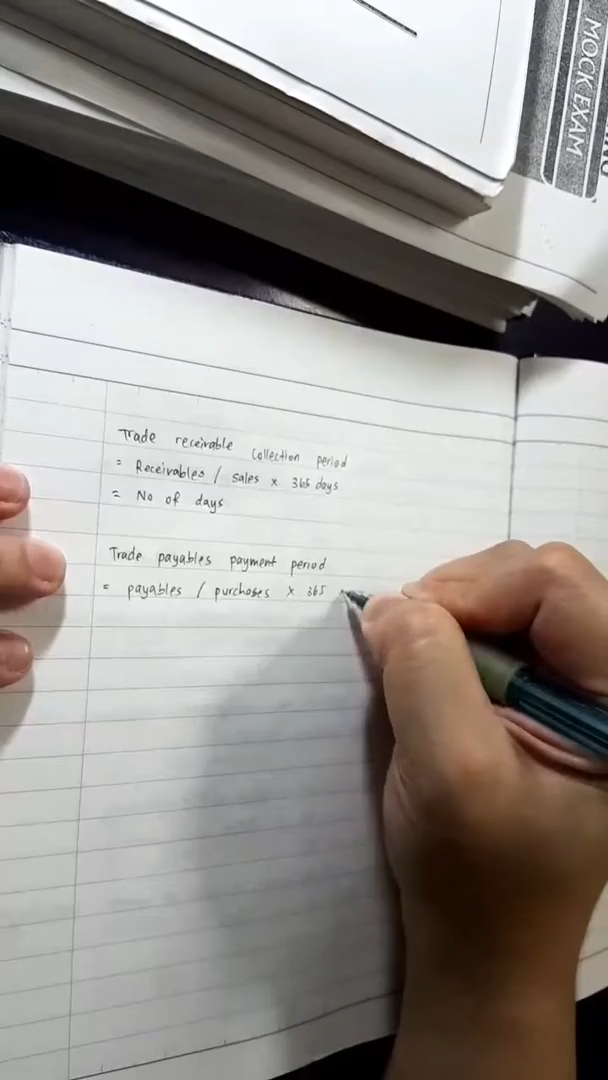 MOCK EXAM
Trade receivable collection period
= Receivables / sales x 365 days
= No of days
Trade payables payment period
= payables / purchases x 365